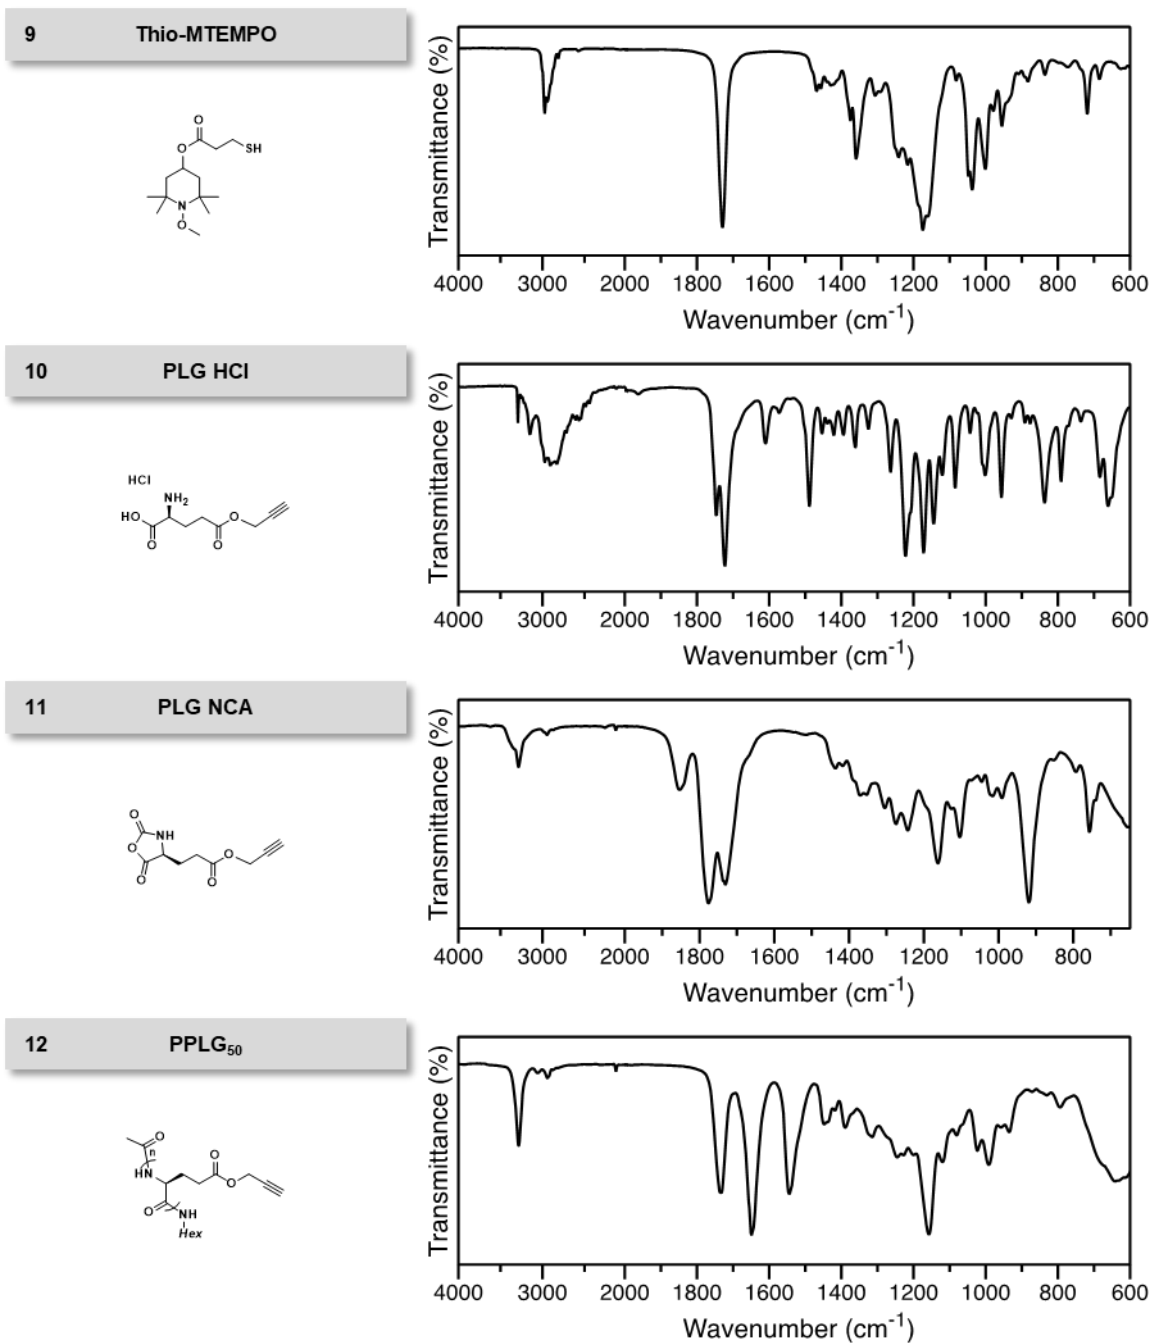 9 Thio-MTEMPO
O
O
SH
N
O
Transmittance (%)
4000 3000 2000 1800 1600 1400 1200 1000 800 600
Wavenumber (cm-1)
10 PLG HCl
HCl
NH2
HO
O
O
O
Transmittance (%)
4000 3000 2000 1800 1600 1400 1200 1000 800 600
Wavenumber (cm-1)
11 PLG NCA
O
NH
O
O
O
O
Transmittance (%)
4000 3000 2000 1800 1600 1400 1200 1000 800
Wavenumber (cm-1)
12 PPLG50
O
n
HN
O
O
O
NH
Hex
Transmittance (%)
4000 3000 2000 1800 1600 1400 1200 1000 800 600
Wavenumber (cm-1)